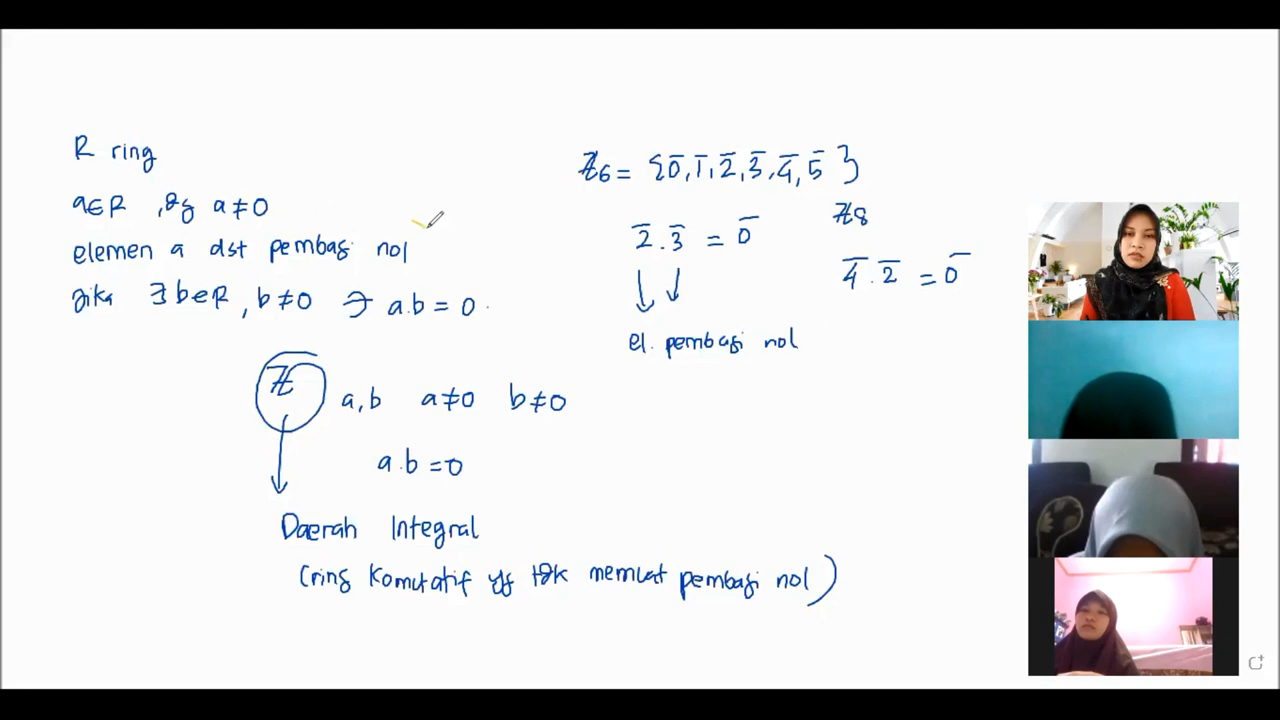 R ring
a∈R , dg a≠0
elemen a dst pembagi nol
jika ∃ b∈R , b≠0 ∋ a.b = 0.
ℤ a,b a≠0 b≠0
a.b = 0
Daerah Integral
(ring komutatif yg tdk memuat pembagi nol)
ℤ6 = {0̅, 1̅, 2̅, 3̅, 4̅, 5̅}
2̅ . 3̅ = 0̅
el. pembagi nol
ℤ8
4̅ . 2̅ = 0̅